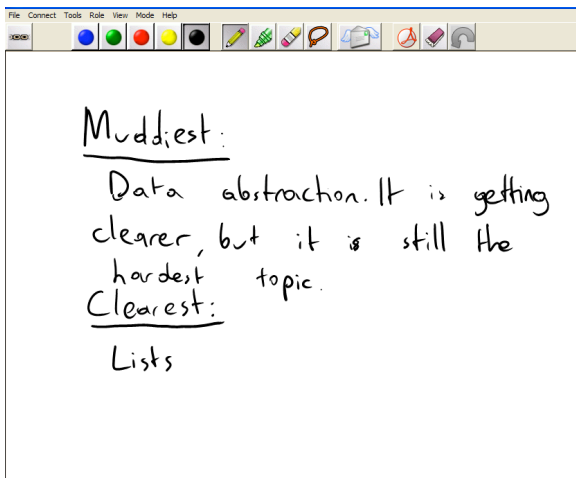 File Connect Tools Role View Mode Help
Muddiest:
Data abstraction. It is getting
clearer, but it is still the
hardest topic.
Clearest:
Lists